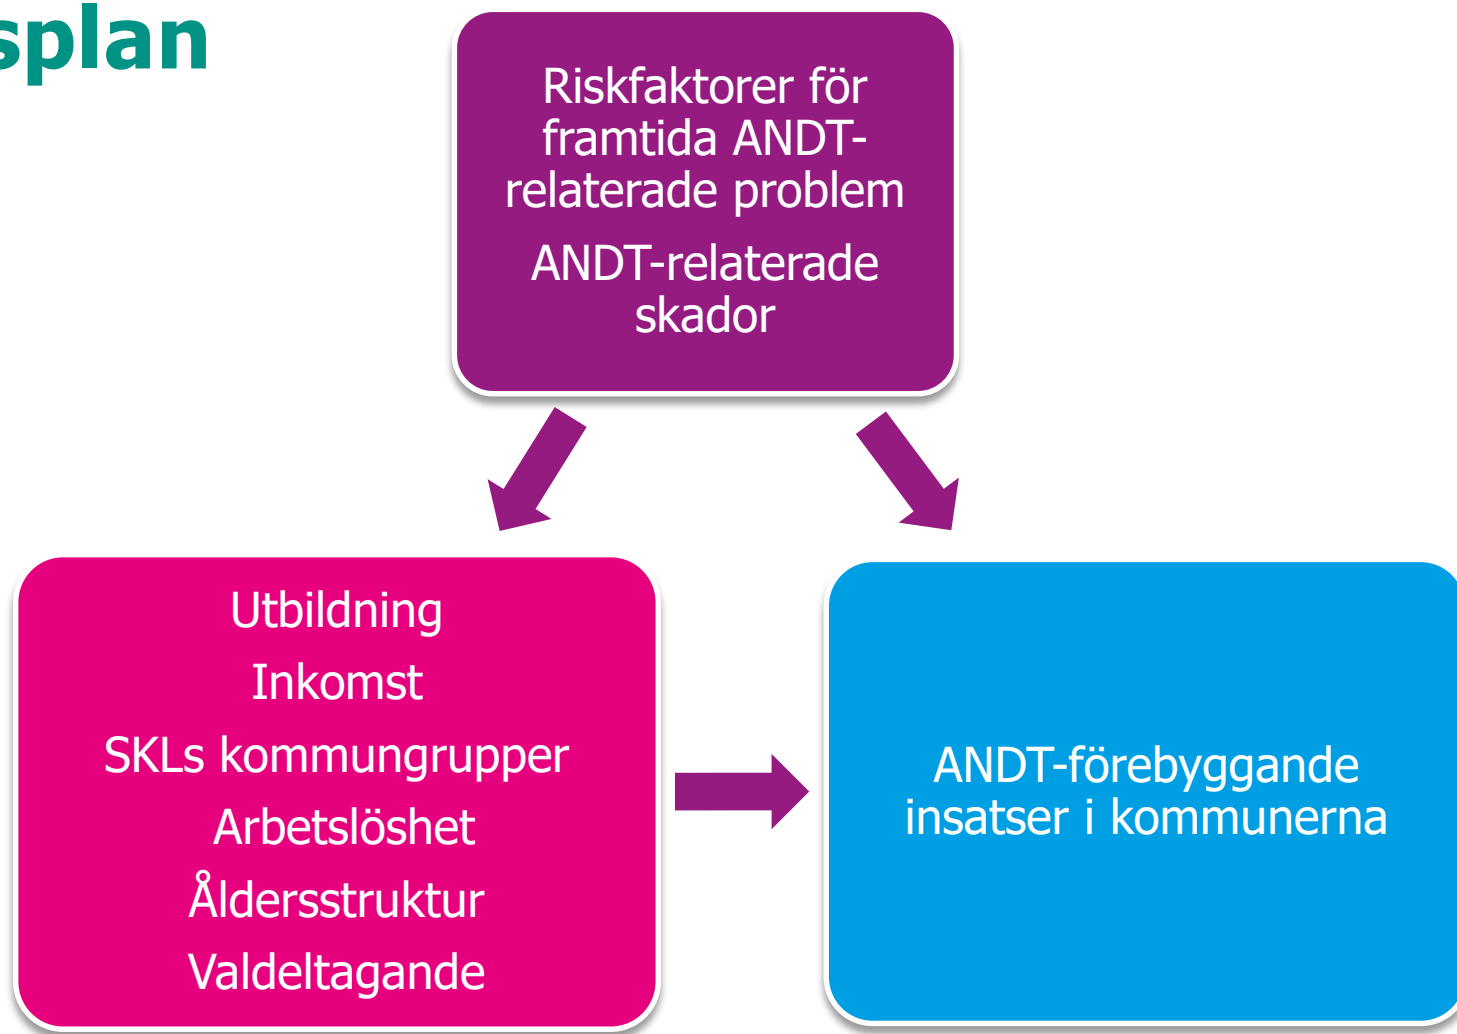 splan
Riskfaktorer för
framtida ANDT-
relaterade problem
ANDT-relaterade
skador
Utbildning
Inkomst
SKLs kommungrupper
Arbetslöshet
Åldersstruktur
Valdeltagande
ANDT-förebyggande
insatser i kommunerna